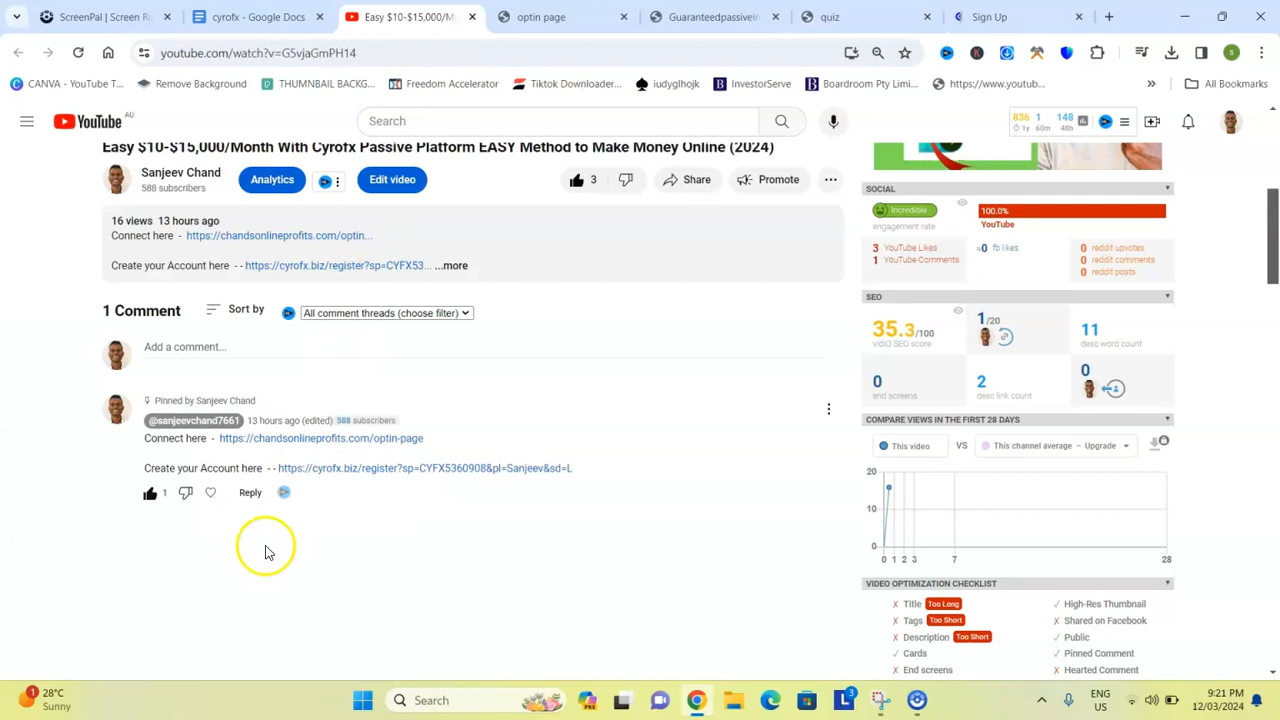 ScreenPal | Screen R
cyrofx - Google Docs
Easy $10-$15,000/M
optin page
Guaranteedpassivein
quiz
Sign Up
youtube.com/watch?v=G5vjaGmPH14
S
CANVA - YouTube T...
Remove Background
THUMNBAIL BACKG...
Freedom Accelerator
Tiktok Downloader...
iudyglhojk
InvestorServe
Boardroom Pty Limi...
https://www.youtub...
»
All Bookmarks
YouTube AU
Search
836 1 148
1y 60m 48h
Easy $10-$15,000/Month With Cyrofx Passive Platform EASY Method to Make Money Online (2024)
Sanjeev Chand
588 subscribers
Analytics
Edit video
3
Share
Promote
16 views 13 hours ago
Connect here - https://chandsonlineprofits.com/optin...
Create your Account here -- https://cyrofx.biz/register?sp=CYFX53... ...more
1 Comment
Sort by
All comment threads (choose filter)
Add a comment...
Pinned by Sanjeev Chand
@sanjeevchand7661 13 hours ago (edited) 588 subscribers
Connect here - https://chandsonlineprofits.com/optin-page
Create your Account here -- https://cyrofx.biz/register?sp=CYFX5360908&pl=Sanjeev&sd=L
1
Reply
SOCIAL
Incredible
engagement rate
100.0%
YouTube
3 YouTube Likes
1 YouTube Comments
0 fb likes
0 reddit upvotes
0 reddit comments
0 reddit posts
SEO
35.3/100
vidIQ SEO score
1/20
11
desc word count
0
end screens
2
desc link count
0
COMPARE VIEWS IN THE FIRST 28 DAYS
This video
VS
This channel average - Upgrade
20
10
0
0 1 2 3 7 28
VIDEO OPTIMIZATION CHECKLIST
Title Too Long
High-Res Thumbnail
Tags Too Short
Shared on Facebook
Description Too Short
Public
Cards
Pinned Comment
End screens
Hearted Comment
1
28°C
Sunny
Search
3
ENG
US
9:21 PM
12/03/2024